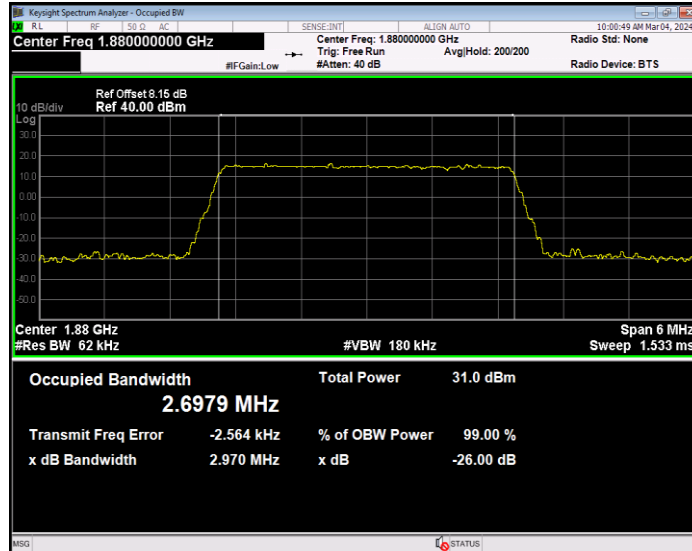 Keysight Spectrum Analyzer - Occupied BW
RL RF 50 Ω AC SENSE:INT ALIGN AUTO 10:00:49 AM Mar 04, 2024
Center Freq 1.880000000 GHz Center Freq: 1.880000000 GHz Radio Std: None
Trig: Free Run Avg|Hold: 200/200
#IFGain:Low #Atten: 40 dB Radio Device: BTS
Ref Offset 8.15 dB
10 dB/div Ref 40.00 dBm
Log
30.0
20.0
10.0
0.00
-10.0
-20.0
-30.0
-40.0
-50.0
Center 1.88 GHz Span 6 MHz
#Res BW 62 kHz #VBW 180 kHz Sweep 1.533 ms
Occupied Bandwidth Total Power 31.0 dBm
2.6979 MHz
Transmit Freq Error -2.564 kHz % of OBW Power 99.00 %
x dB Bandwidth 2.970 MHz x dB -26.00 dB
MSG STATUS